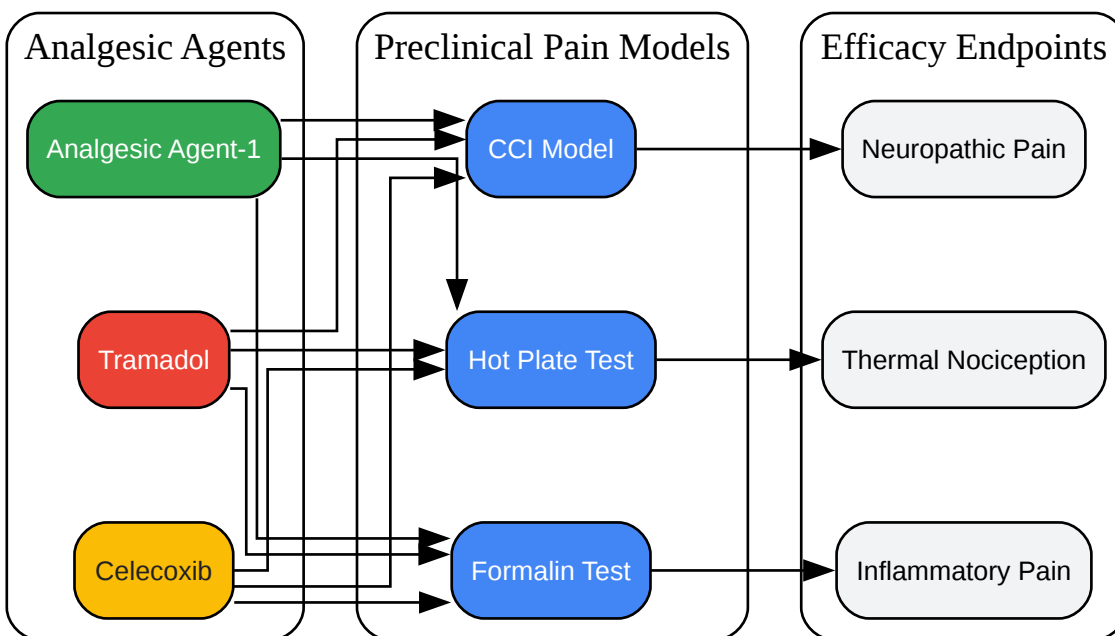 Analgesic Agents
Preclinical Pain Models
Efficacy Endpoints
Analgesic Agent-1
CCI Model
Neuropathic Pain
Tramadol
Hot Plate Test
Thermal Nociception
Celecoxib
Formalin Test
Inflammatory Pain